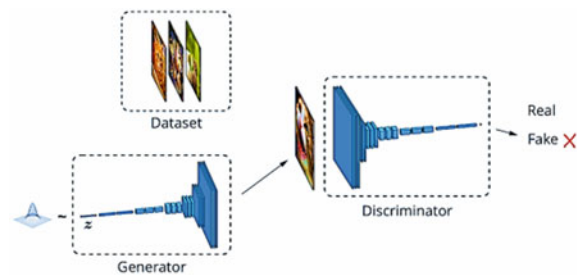 Dataset
Real
Fake X
~ z
Discriminator
Generator